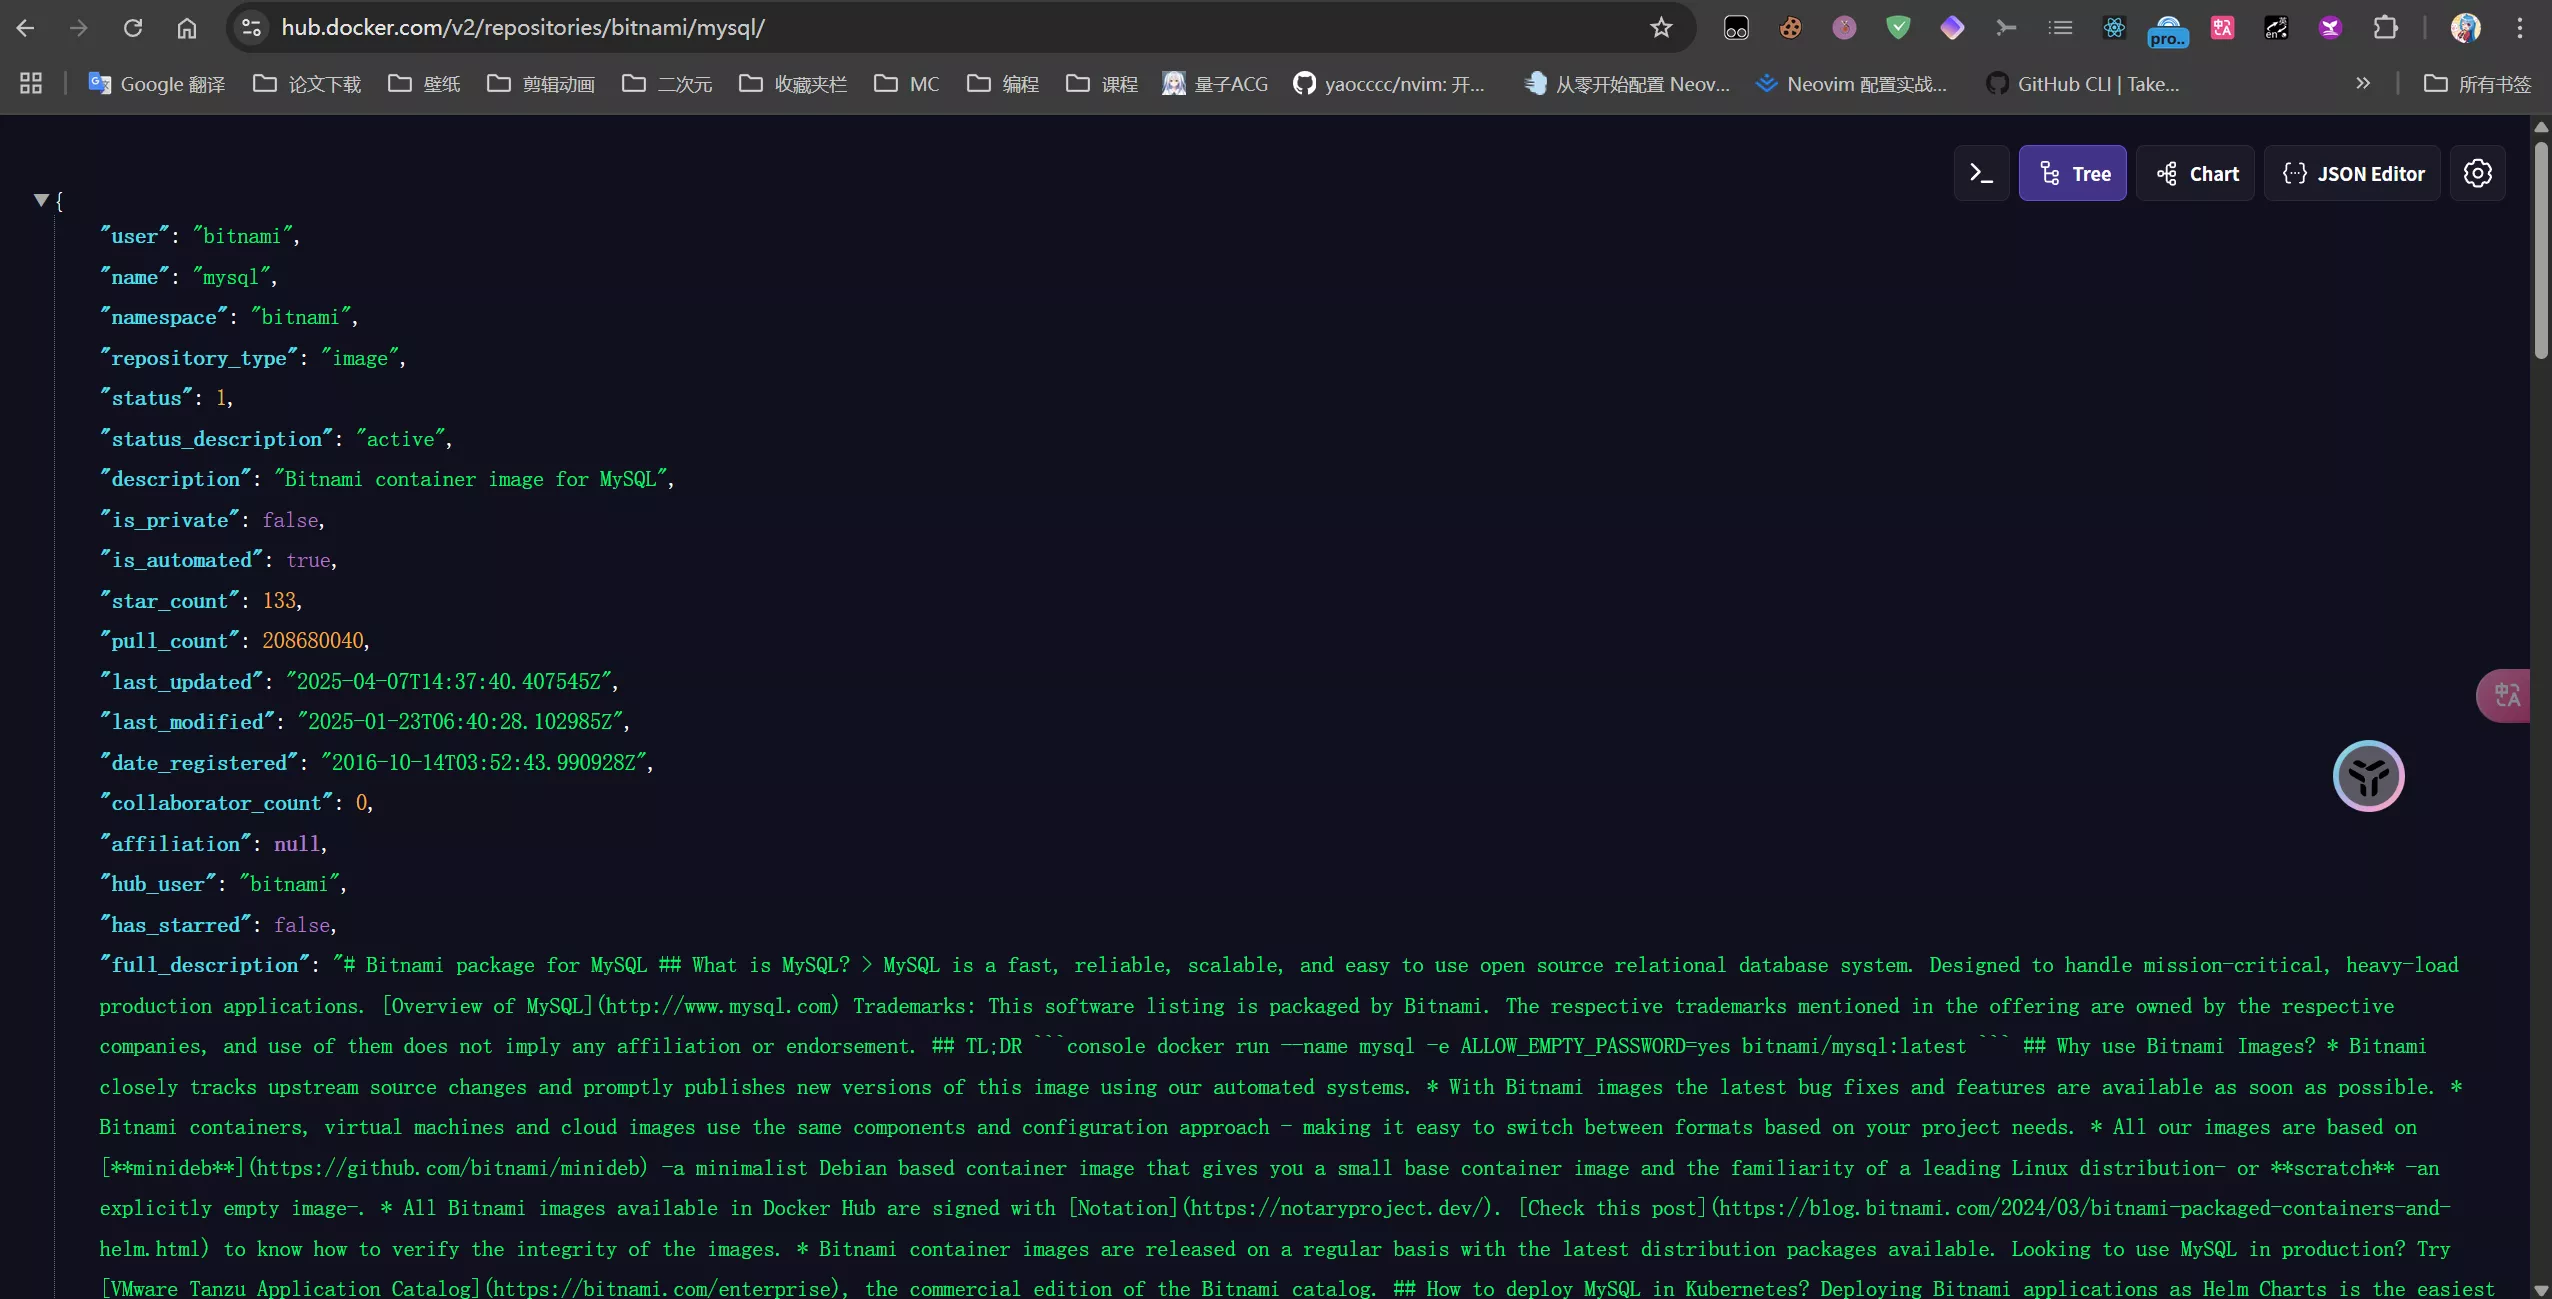 hub.docker.com/v2/repositories/bitnami/mysql/
pro..
Google 翻译
论文下载
壁纸
剪辑动画
二次元
收藏夹栏
MC
编程
课程
量子ACG
yaocccc/nvim: 开...
从零开始配置 Neov...
Neovim 配置实战...
GitHub CLI | Take...
所有书签
Tree
Chart
JSON Editor
{
"user": "bitnami",
"name": "mysql",
"namespace": "bitnami",
"repository_type": "image",
"status": 1,
"status_description": "active",
"description": "Bitnami container image for MySQL",
"is_private": false,
"is_automated": true,
"star_count": 133,
"pull_count": 208680040,
"last_updated": "2025-04-07T14:37:40.407545Z",
"last_modified": "2025-01-23T06:40:28.102985Z",
"date_registered": "2016-10-14T03:52:43.990928Z",
"collaborator_count": 0,
"affiliation": null,
"hub_user": "bitnami",
"has_starred": false,
"full_description": "# Bitnami package for MySQL ## What is MySQL? > MySQL is a fast, reliable, scalable, and easy to use open source relational database system. Designed to handle mission-critical, heavy-load
production applications. [Overview of MySQL](http://www.mysql.com) Trademarks: This software listing is packaged by Bitnami. The respective trademarks mentioned in the offering are owned by the respective
companies, and use of them does not imply any affiliation or endorsement. ## TL;DR ```console docker run --name mysql -e ALLOW_EMPTY_PASSWORD=yes bitnami/mysql:latest ``` ## Why use Bitnami Images? * Bitnami
closely tracks upstream source changes and promptly publishes new versions of this image using our automated systems. * With Bitnami images the latest bug fixes and features are available as soon as possible. *
Bitnami containers, virtual machines and cloud images use the same components and configuration approach - making it easy to switch between formats based on your project needs. * All our images are based on
[**minideb**](https://github.com/bitnami/minideb) -a minimalist Debian based container image that gives you a small base container image and the familiarity of a leading Linux distribution- or **scratch** -an
explicitly empty image-. * All Bitnami images available in Docker Hub are signed with [Notation](https://notaryproject.dev/). [Check this post](https://blog.bitnami.com/2024/03/bitnami-packaged-containers-and-
helm.html) to know how to verify the integrity of the images. * Bitnami container images are released on a regular basis with the latest distribution packages available. Looking to use MySQL in production? Try
[VMware Tanzu Application Catalog](https://bitnami.com/enterprise), the commercial edition of the Bitnami catalog. ## How to deploy MySQL in Kubernetes? Deploying Bitnami applications as Helm Charts is the easiest